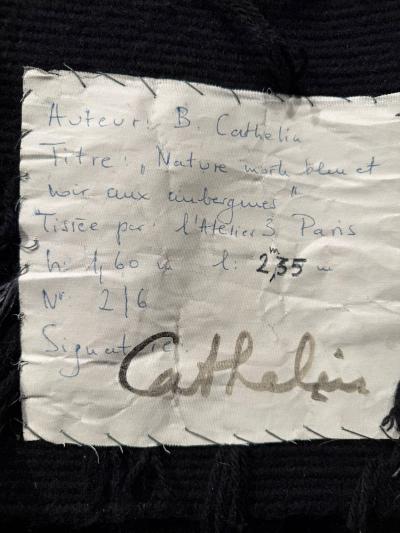 Auteur: B. Cathelin
Titre: „Nature morte bleu et
noir aux aubergines"
Tissée par: l'Atelier 3 Paris
h: 1,60 m l: 2,35 m
Nr. 2/6
Signature:
Cathelin